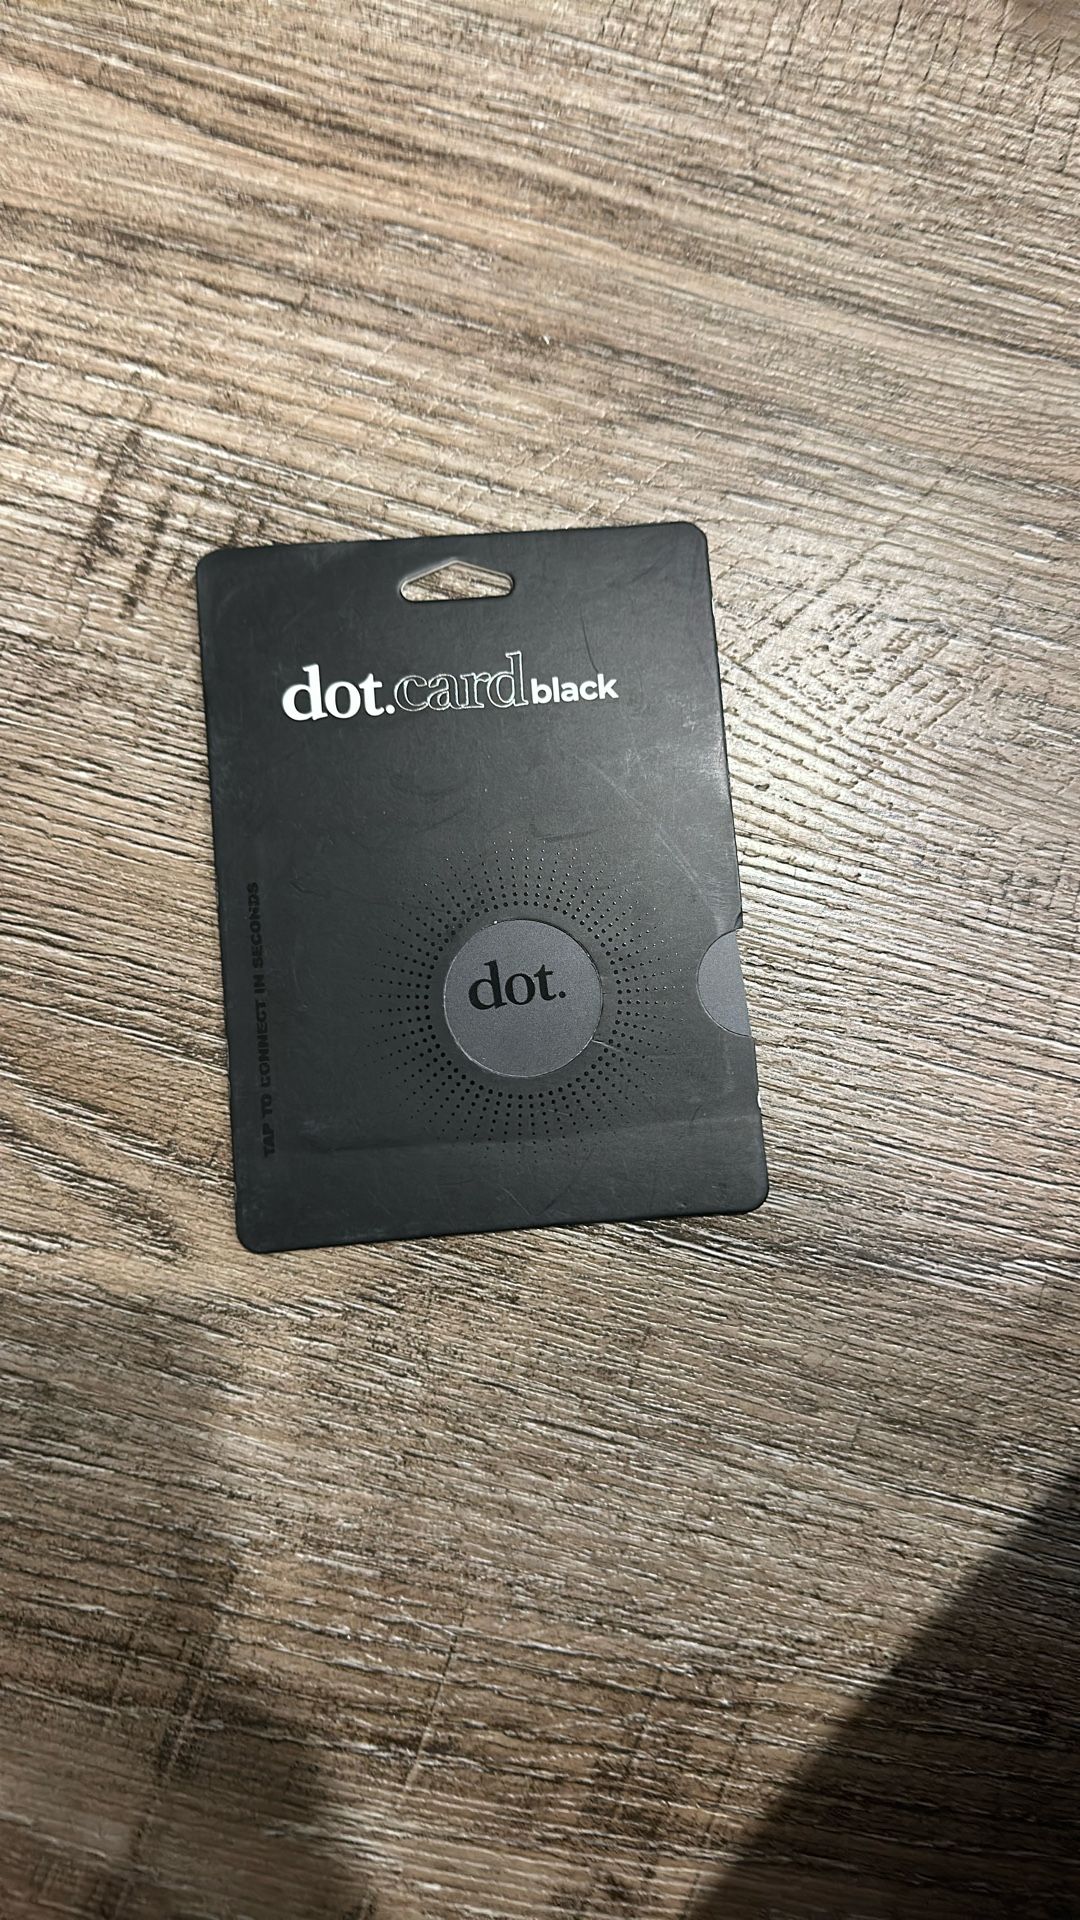 dot.card black
TAP TO CONNECT IN SECONDS
dot.